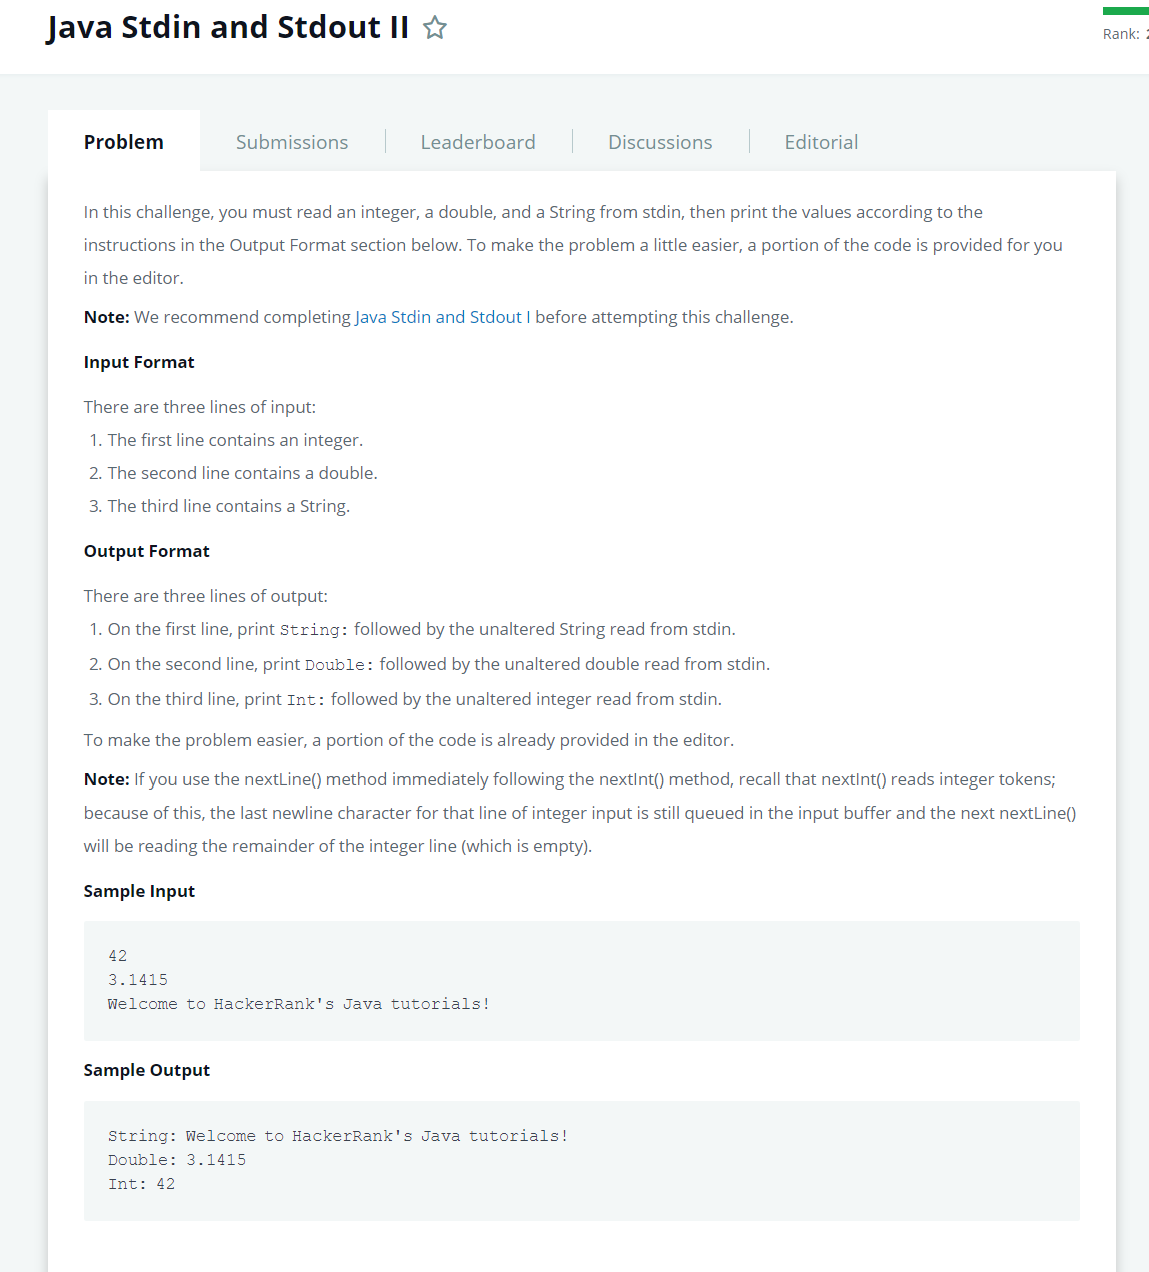 Java Stdin and Stdout II
Rank: 2
Problem
Submissions
Leaderboard
Discussions
Editorial
In this challenge, you must read an integer, a double, and a String from stdin, then print the values according to the
instructions in the Output Format section below. To make the problem a little easier, a portion of the code is provided for you
in the editor.
Note: We recommend completing Java Stdin and Stdout I before attempting this challenge.
Input Format
There are three lines of input:
1. The first line contains an integer.
2. The second line contains a double.
3. The third line contains a String.
Output Format
There are three lines of output:
1. On the first line, print String: followed by the unaltered String read from stdin.
2. On the second line, print Double: followed by the unaltered double read from stdin.
3. On the third line, print Int: followed by the unaltered integer read from stdin.
To make the problem easier, a portion of the code is already provided in the editor.
Note: If you use the nextLine() method immediately following the nextInt() method, recall that nextInt() reads integer tokens;
because of this, the last newline character for that line of integer input is still queued in the input buffer and the next nextLine()
will be reading the remainder of the integer line (which is empty).
Sample Input
42
3.1415
Welcome to HackerRank's Java tutorials!
Sample Output
String: Welcome to HackerRank's Java tutorials!
Double: 3.1415
Int: 42